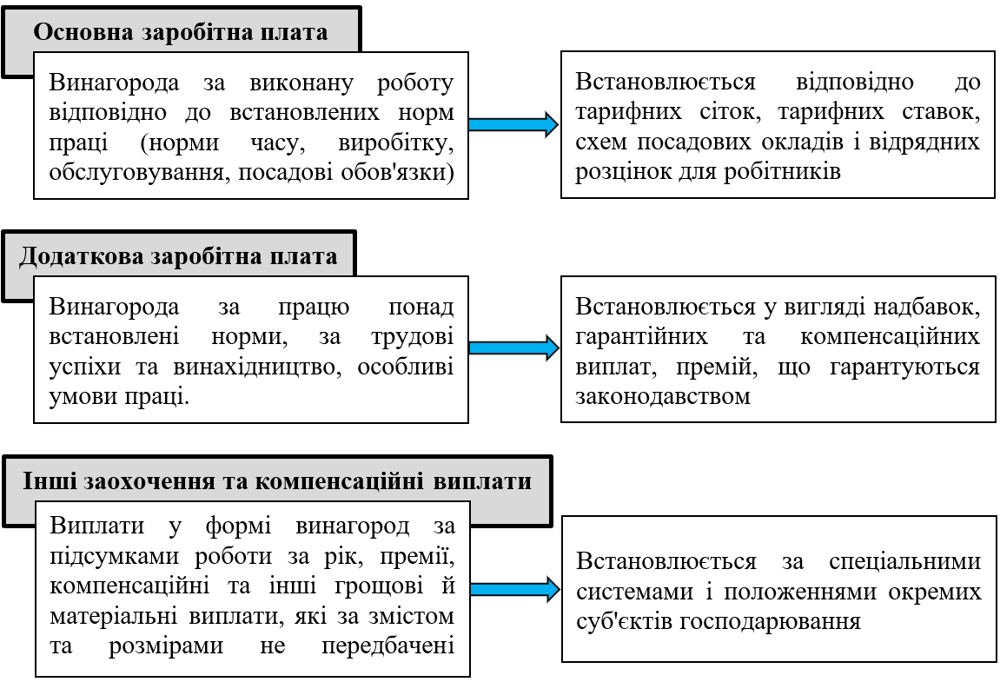 Основна заробітна плата
Винагорода за виконану роботу
відповідно до встановлених норм
праці (норми часу, виробітку,
обслуговування, посадові обов'язки)
Встановлюється відповідно до
тарифних сіток, тарифних ставок,
схем посадових окладів і відрядних
розцінок для робітників
Додаткова заробітна плата
Винагорода за працю понад
встановлені норми, за трудові
успіхи та винахідництво, особливі
умови праці.
Встановлюється у вигляді надбавок,
гарантійних та компенсаційних
виплат, премій, що гарантуються
законодавством
Інші заохочення та компенсаційні виплати
Виплати у формі винагород за
підсумками роботи за рік, премії,
компенсаційні та інші грощові й
матеріальні виплати, які за змістом
та розмірами не передбачені
Встановлюється за спеціальними
системами і положеннями окремих
суб'єктів господарювання